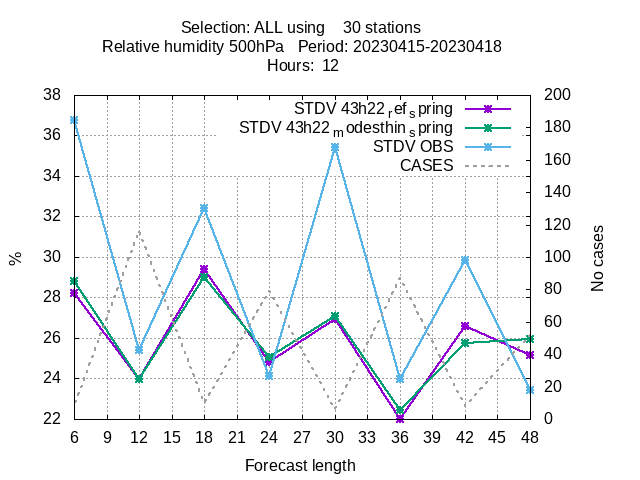 Selection: ALL using    30 stations
Relative humidity 500hPa   Period: 20230415-20230418
Hours:  12
38 200
36 180
34 160
32 140
30 120
28 100
26 80
24 60
22 40
20
0
STDV 43h22_ref_spring
STDV 43h22_modesthin_spring
STDV OBS
CASES
%
No cases
6 9 12 15 18 21 24 27 30 33 36 39 42 45 48
Forecast length